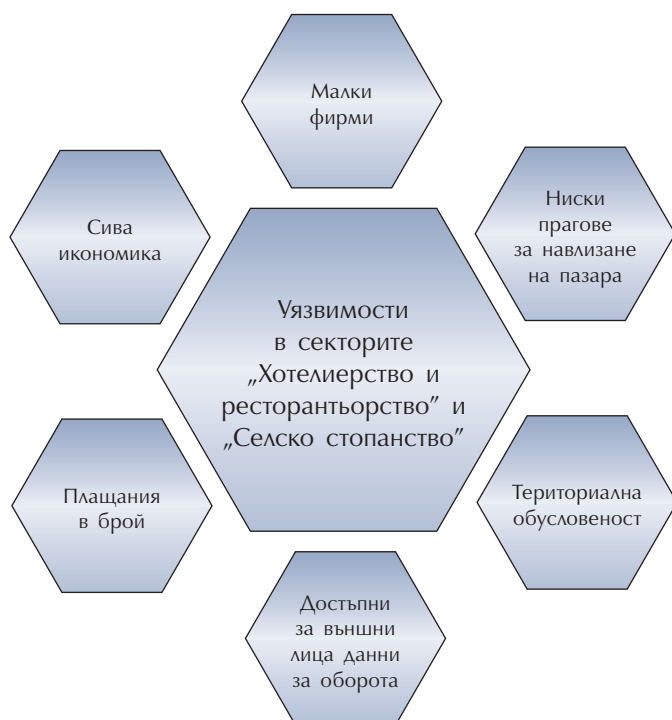 Малки
фирми
Сива
икономика
Ниски
прагове
за навлизане
на пазара
Уязвимости
в секторите
„Хотелиерство и
ресторантьорство” и
„Селско стопанство”
Плащания
в брой
Териториална
обусловеност
Достъпни
за външни
лица данни
за оборота